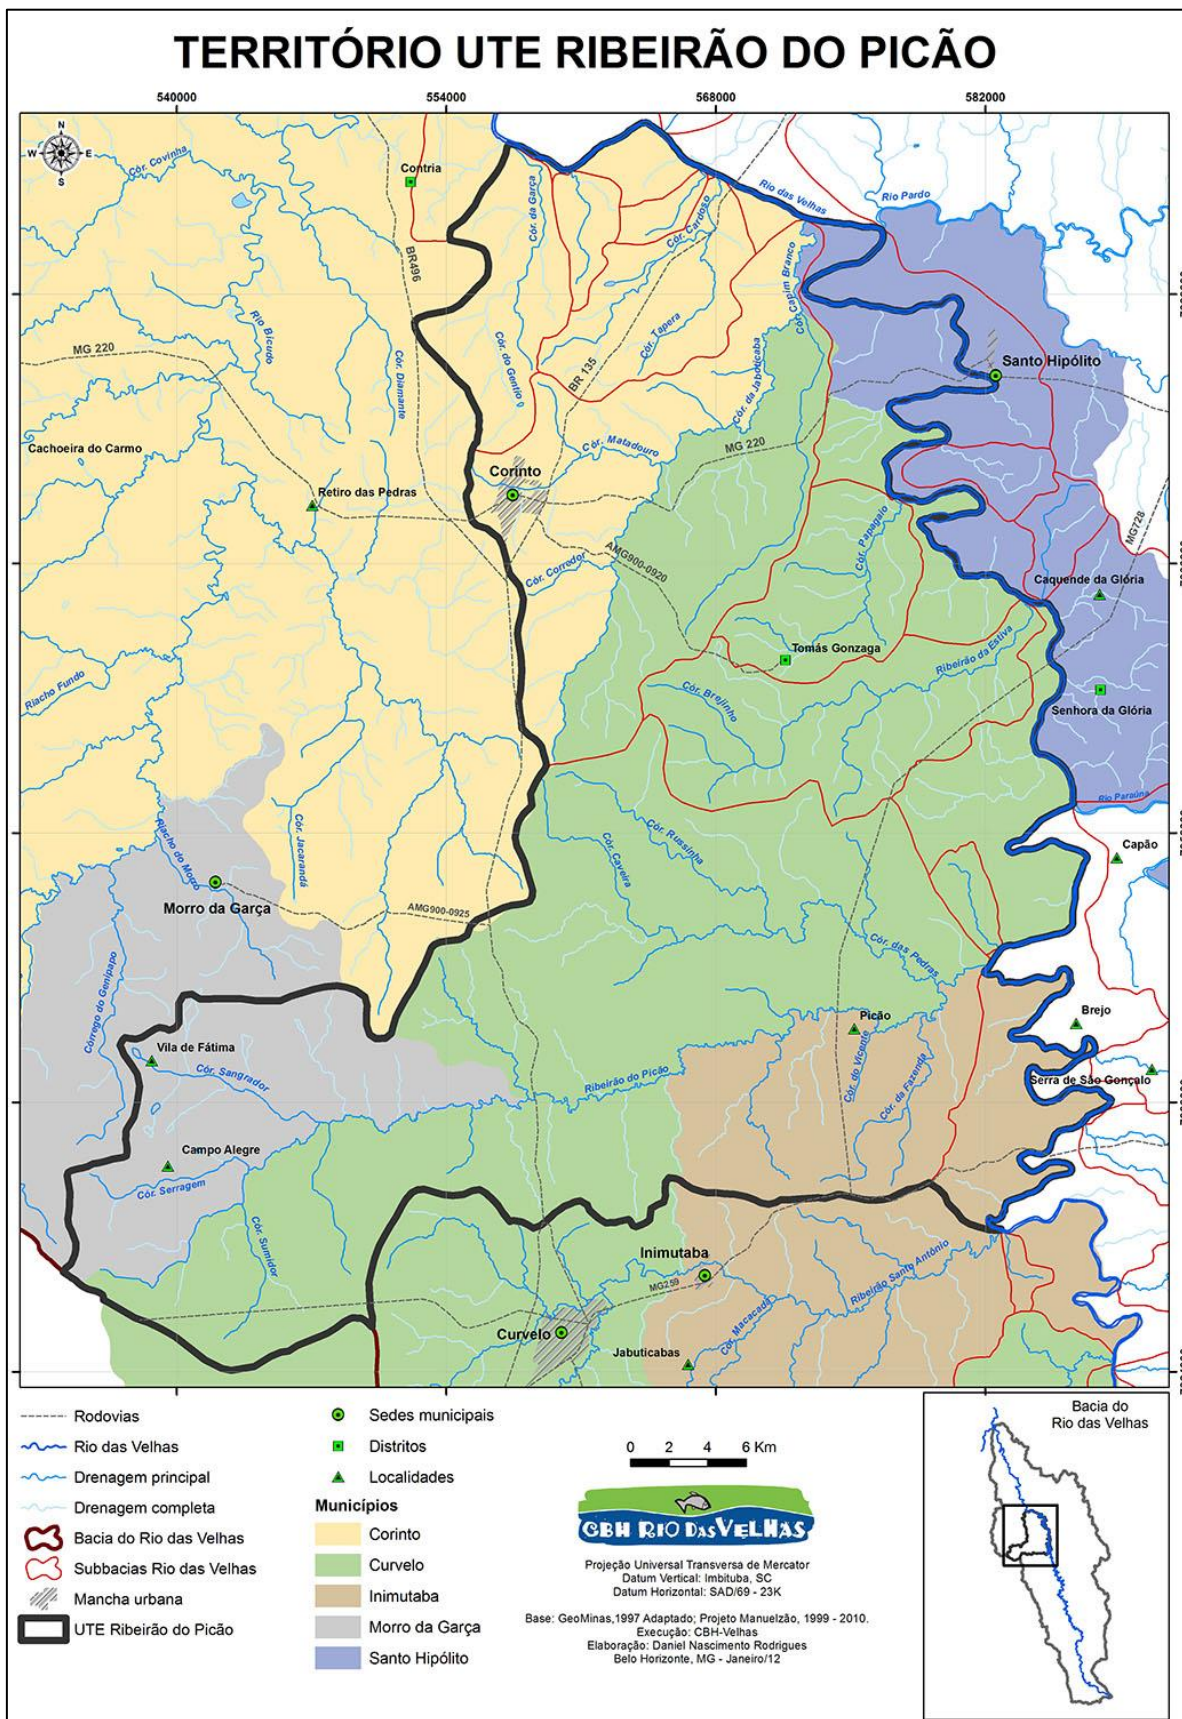 TERRITÓRIO UTE RIBEIRÃO DO PICÃO
540000
554000
568000
582000
N
W
E
S
Cór. Covinha
Contria
BR496
Cór. da Garça
Cór. Cardoso
Rio das Velhas
Rio Pardo
Cór. Capim Branco
Rio Bicudo
MG 220
Cór. Diamante
Cór. do Gentio
Cór. Tapera
BR 135
Cór. da Jabuticaba
Santo Hipólito
Cachoeira do Carmo
Retiro das Pedras
Corinto
Cór. Matadouro
MG 220
Cór. Papagaio
MG728
Cór. Corredor
AMG900-0920
Caquende da Glória
Tomás Gonzaga
Ribeirão da Estiva
Riacho Fundo
Cór. Brejinho
Senhora da Glória
Rio Paraúna
Riacho do Morro
Cór. Jacarandá
Cór. Russinha
Cór. Caveira
Capão
Morro da Garça
AMG900-0925
Cór. das Pedras
Córrego do Genipapo
Picão
Brejo
Vila de Fátima
Cór. Sangrador
Ribeirão do Picão
Cór. do Vicente
Cór. da Fazenda
Serra de São Gonçalo
Campo Alegre
Cór. Serragem
Cór. Sumidor
Inimutaba
MG259
Ribeirão Santo Antônio
Curvelo
Cór. Macacada
Jabuticabas
Rodovias
Rio das Velhas
Drenagem principal
Drenagem completa
Bacia do Rio das Velhas
Subbacias Rio das Velhas
Mancha urbana
UTE Ribeirão do Picão
Sedes municipais
Distritos
Localidades
Municípios
Corinto
Curvelo
Inimutaba
Morro da Garça
Santo Hipólito
0 2 4 6 Km
CBH RIO DAS VELHAS
Projeção Universal Transversa de Mercator
Datum Vertical: Imbituba, SC
Datum Horizontal: SAD/69 - 23K
Base: GeoMinas,1997 Adaptado; Projeto Manuelzão, 1999 - 2010.
Execução: CBH-Velhas
Elaboração: Daniel Nascimento Rodrigues
Belo Horizonte, MG - Janeiro/12
Bacia do
Rio das Velhas